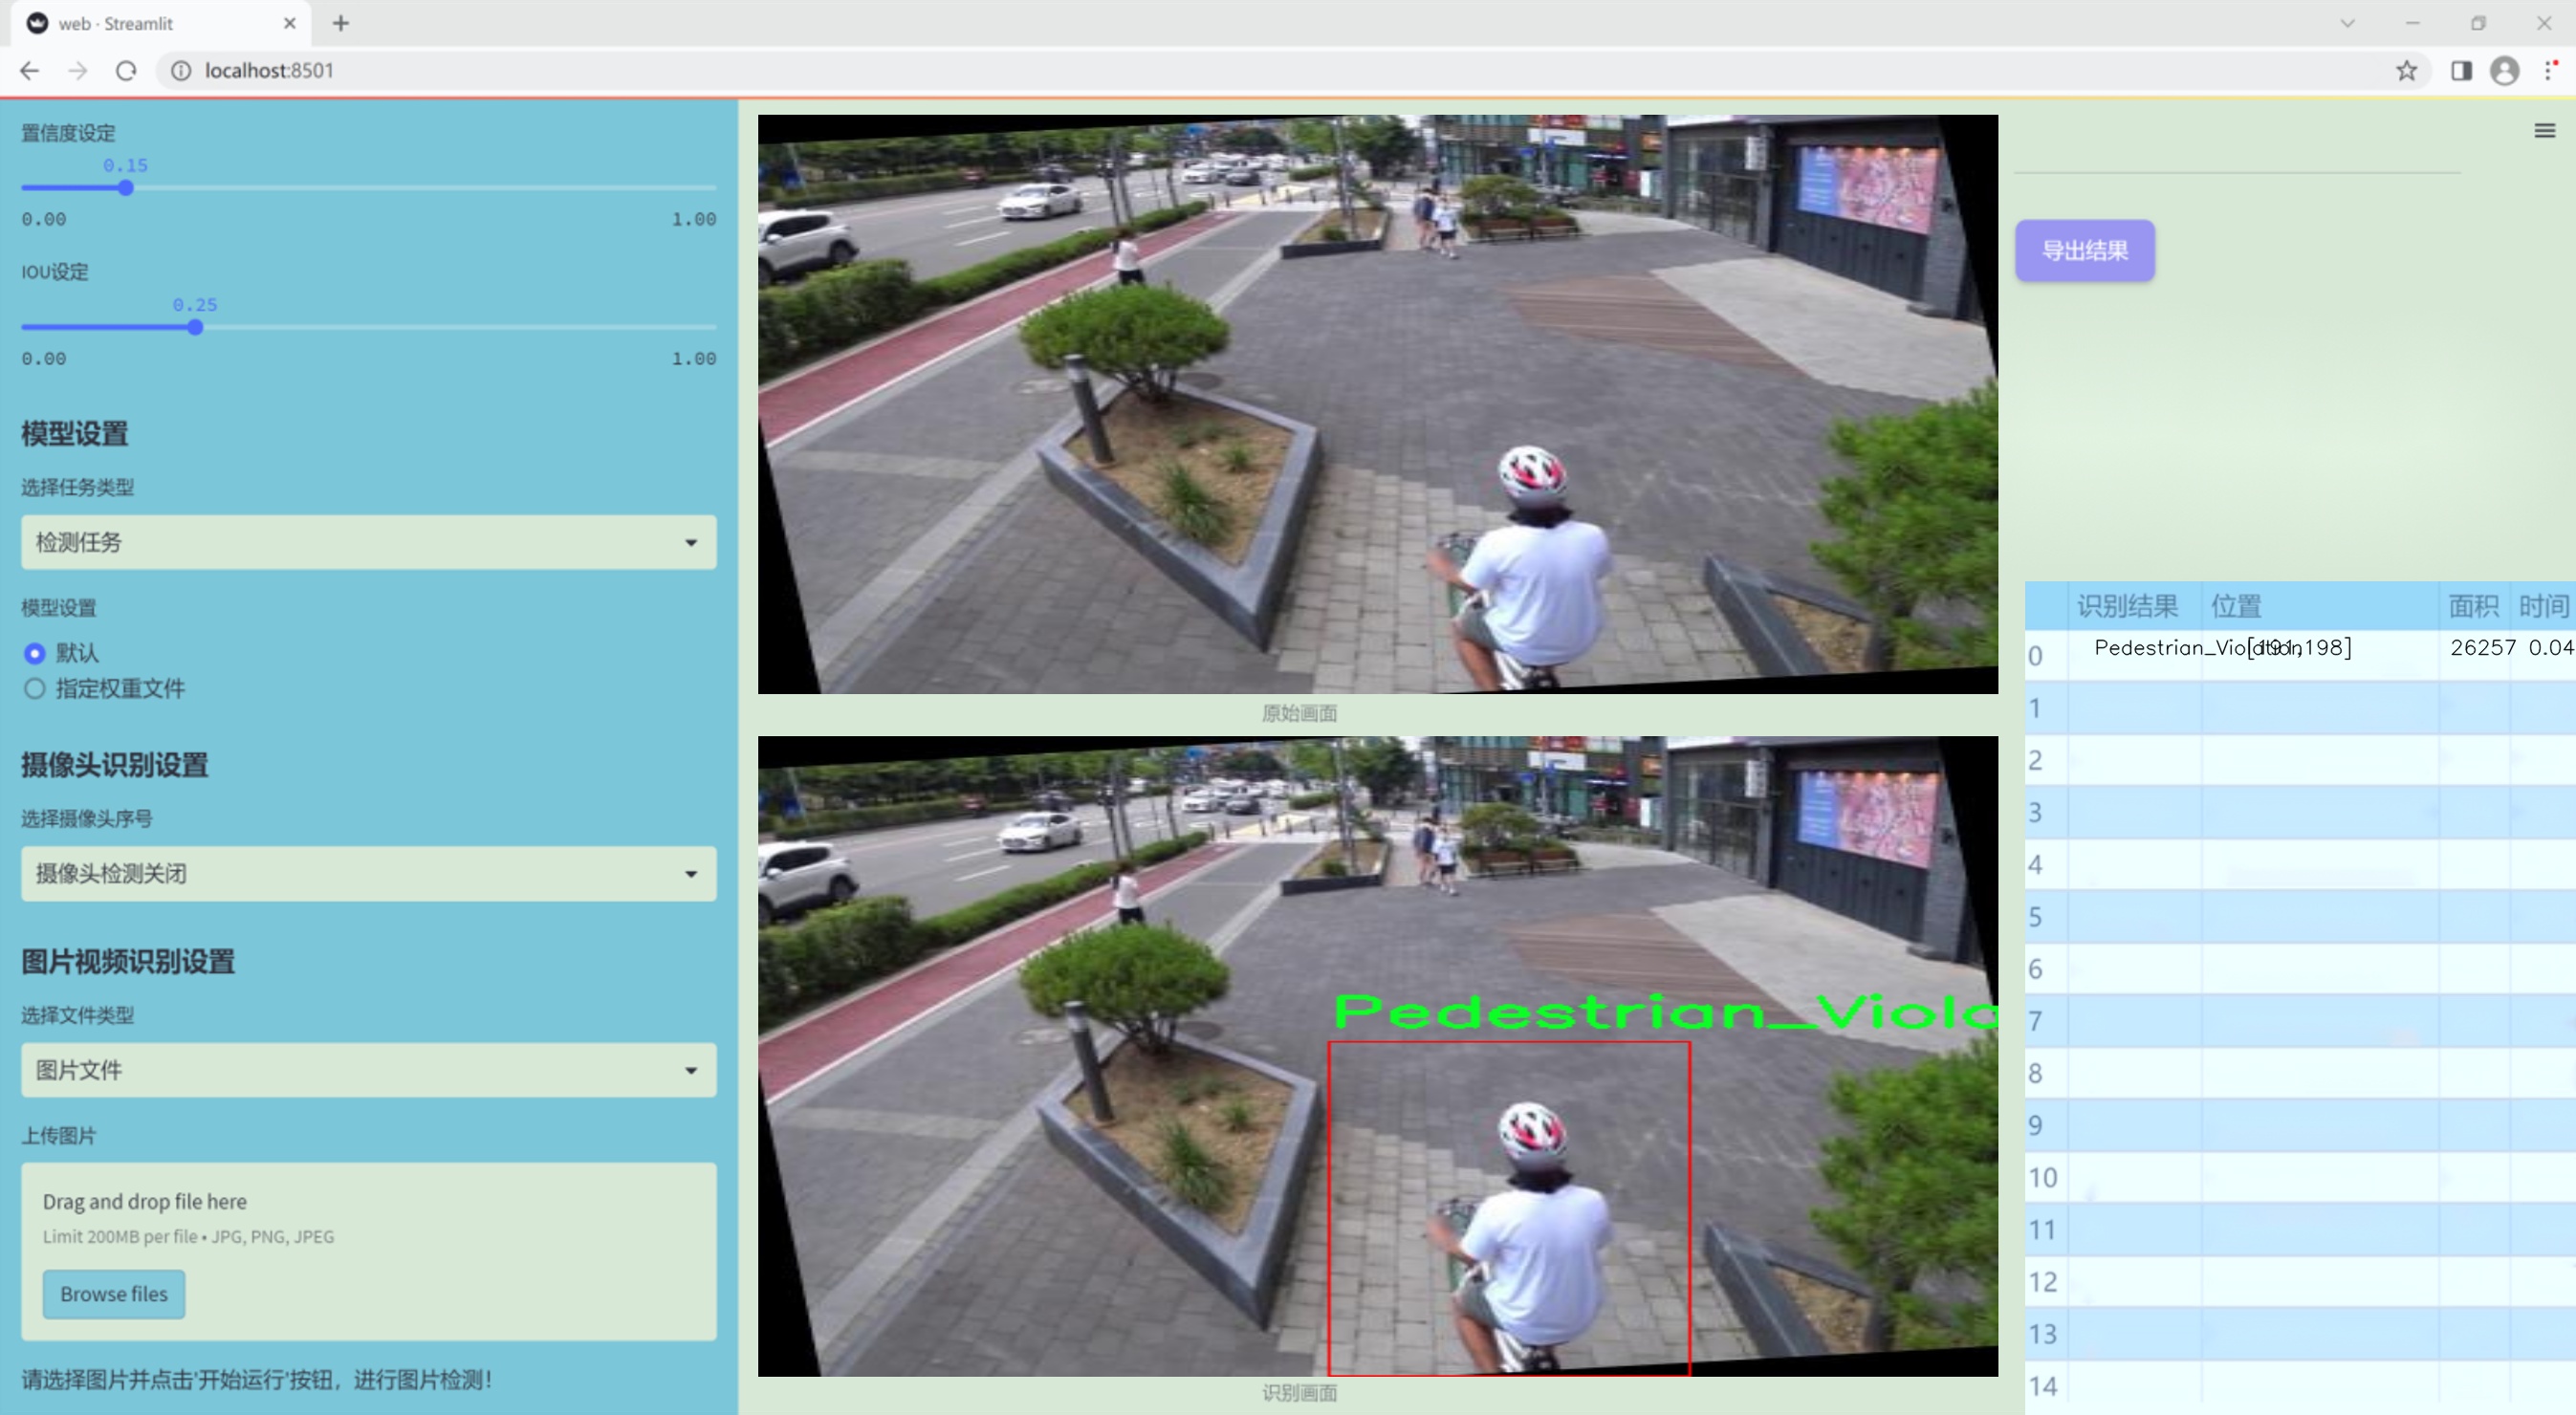 web · Streamlit
localhost:8501
置信度设定
0.15
0.00 1.00
IOU设定
0.25
0.00 1.00
模型设置
选择任务类型
检测任务
模型设置
默认
指定权重文件
摄像头识别设置
选择摄像头序号
摄像头检测关闭
图片视频识别设置
选择文件类型
图片文件
上传图片
Drag and drop file here
Limit 200MB per file • JPG, PNG, JPEG
Browse files
请选择图片并点击'开始运行'按钮，进行图片检测！
原始画面
Pedestrian_Viola
识别画面
导出结果
识别结果 位置 面积 时间
0 Pedestrian_Violation, [191,198] 26257 0.04
1
2
3
4
5
6
7
8
9
10
11
12
13
14